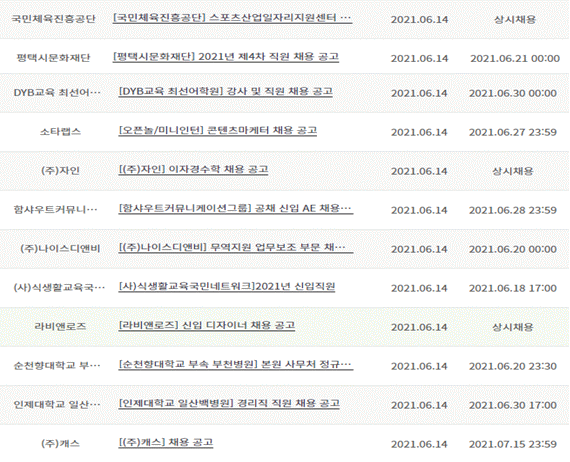 국민체육진흥공단 [국민체육진흥공단] 스포츠산업일자리지원센터 … 2021.06.14 상시채용
평택시문화재단 [평택시문화재단] 2021년 제4차 직원 채용 공고 2021.06.14 2021.06.21 00:00
DYB교육 최선어… [DYB교육 최선어학원] 강사 및 직원 채용 공고 2021.06.14 2021.06.30 00:00
소타랩스 [오픈놀/미니인턴] 콘텐츠마케터 채용 공고 2021.06.14 2021.06.27 23:59
(주)자인 [(주)자인] 이자경수학 채용 공고 2021.06.14 상시채용
함샤우트커뮤니… [함샤우트커뮤니케이션그룹] 공채 신입 AE 채용… 2021.06.14 2021.06.28 23:59
(주)나이스디앤비 [(주)나이스디앤비] 무역지원 업무보조 부문 채… 2021.06.14 2021.06.20 00:00
(사)식생활교육국… [(사)식생활교육국민네트워크]2021년 신입직원 2021.06.14 2021.06.18 17:00
라비앤로즈 [라비앤로즈] 신입 디자이너 채용 공고 2021.06.14 상시채용
순천향대학교 부… [순천향대학교 부속 부천병원] 본원 사무처 정규… 2021.06.14 2021.06.20 23:30
인제대학교 일산… [인제대학교 일산백병원] 경리직 직원 채용 공고 2021.06.14 2021.06.30 17:00
(주)캐스 [(주)캐스] 채용 공고 2021.06.14 2021.07.15 23:59